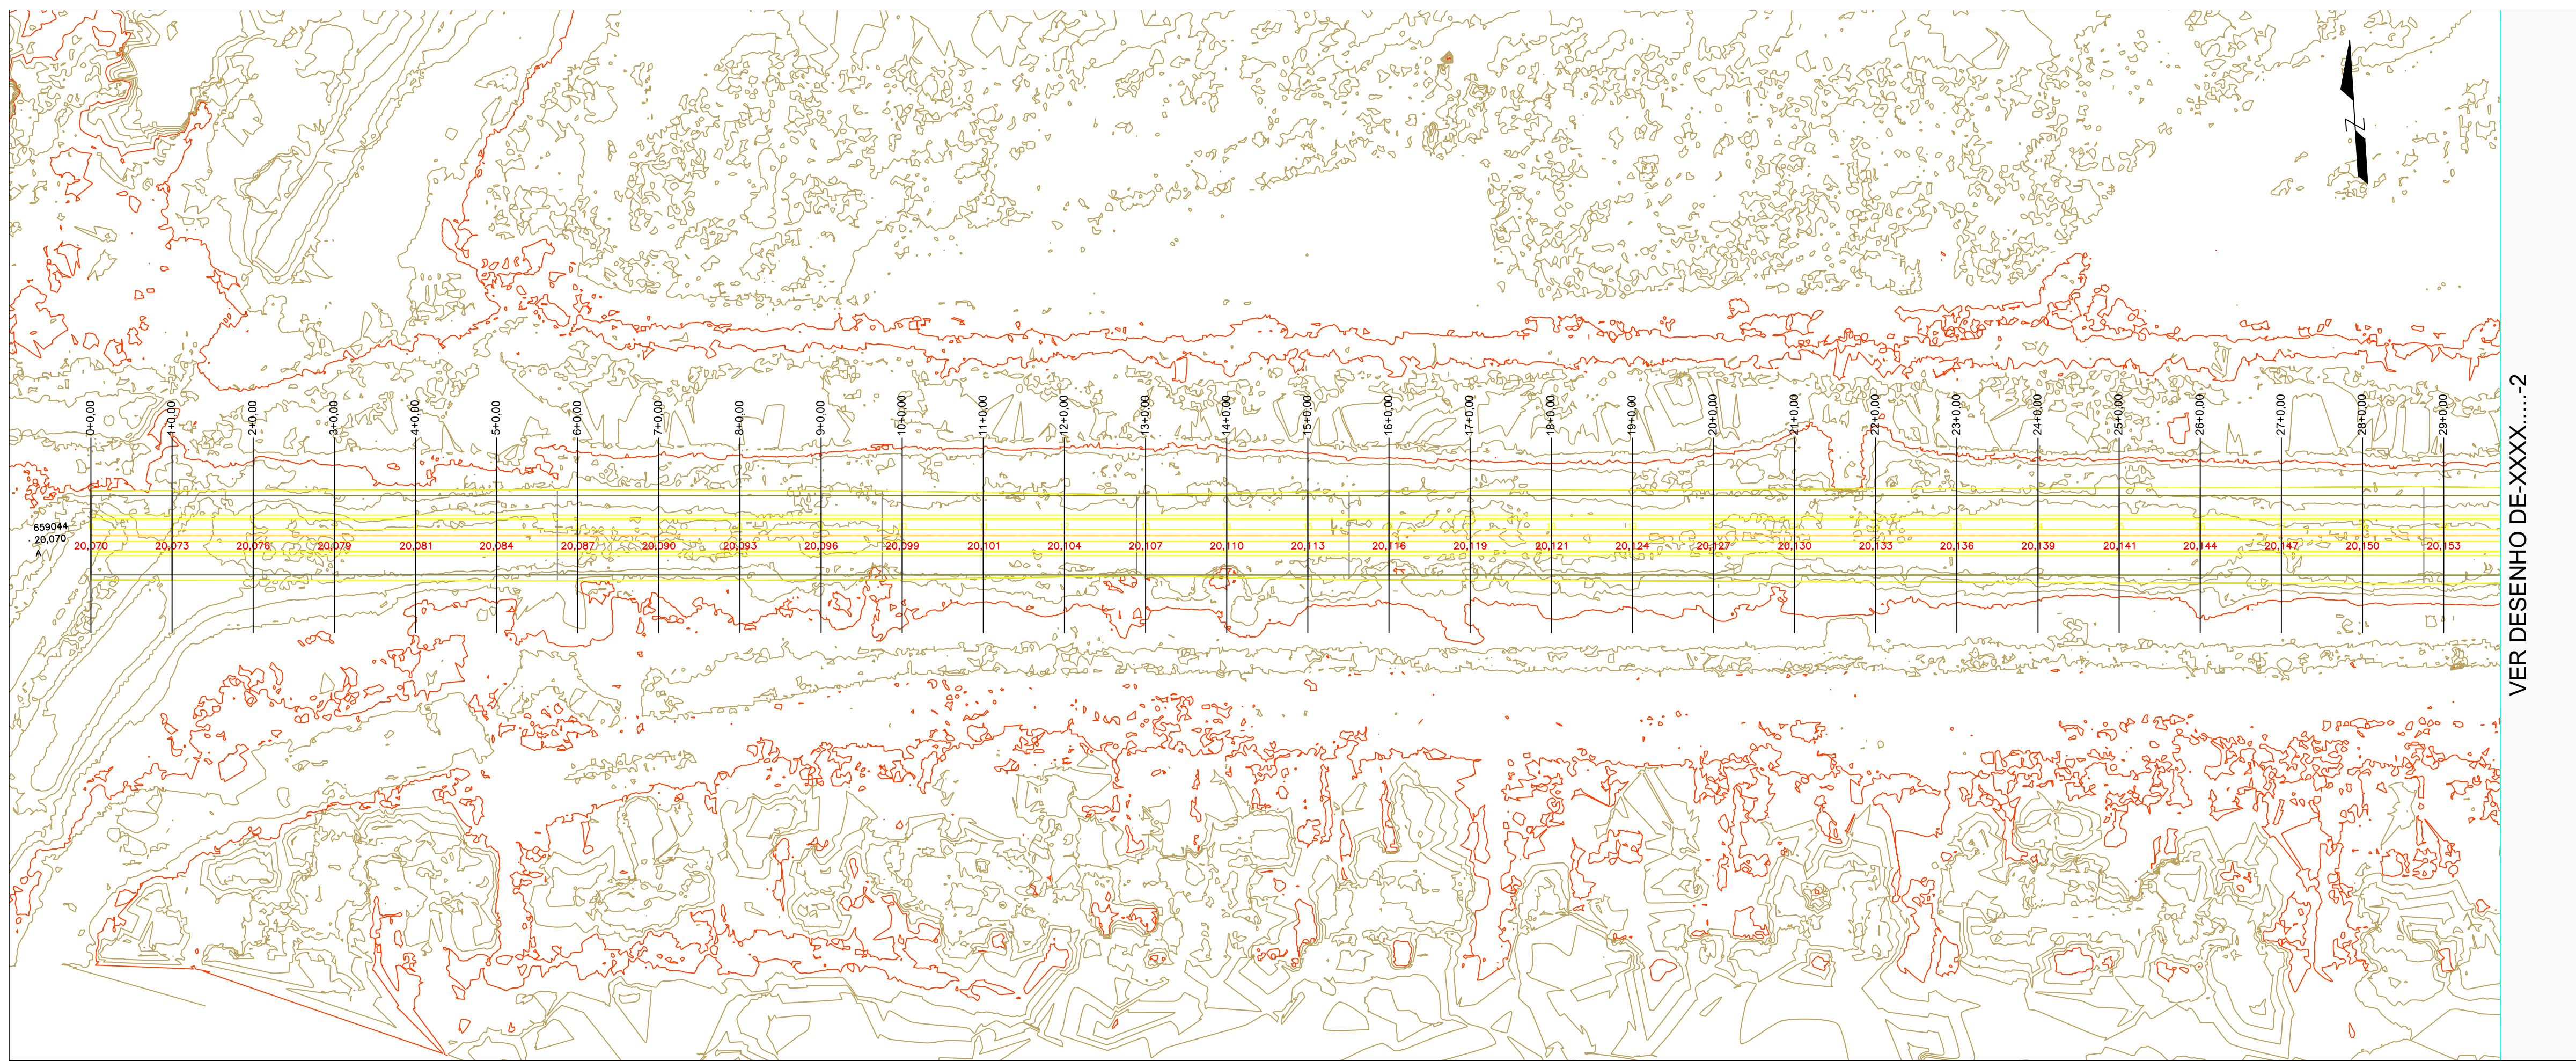 0+0,00 1+0,00 2+0,00 3+0,00 4+0,00 5+0,00 6+0,00 7+0,00 8+0,00 9+0,00 10+0,00 11+0,00 12+0,00 13+0,00 14+0,00 15+0,00 16+0,00 17+0,00 18+0,00 19+0,00 20+0,00 21+0,00 22+0,00 23+0,00 24+0,00 25+0,00 26+0,00 27+0,00 28+0,00 29+0,00
659044
20,070
A
20,070 20,073 20,076 20,079 20,081 20,084 20,087 20,090 20,093 20,096 20,099 20,101 20,104 20,107 20,110 20,113 20,116 20,119 20,121 20,124 20,127 20,130 20,133 20,136 20,139 20,141 20,144 20,147 20,150 20,153
N
VER DESENHO DE-XXXX.....-2